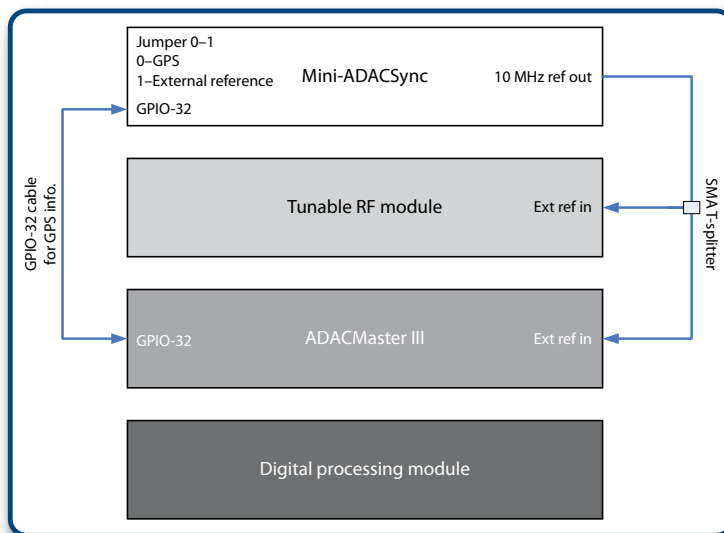 Jumper 0–1
0–GPS
1–External reference
Mini-ADACSync
10 MHz ref out
GPIO-32
GPIO-32 cable
for GPS info.
Tunable RF module
Ext ref in
SMA T-splitter
GPIO-32
ADACMaster III
Ext ref in
Digital processing module